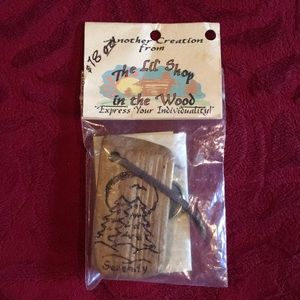 Another Creation
from
$18.00
The Lil' Shop
in the Wood
"Express Your Individuality!"
Serenity